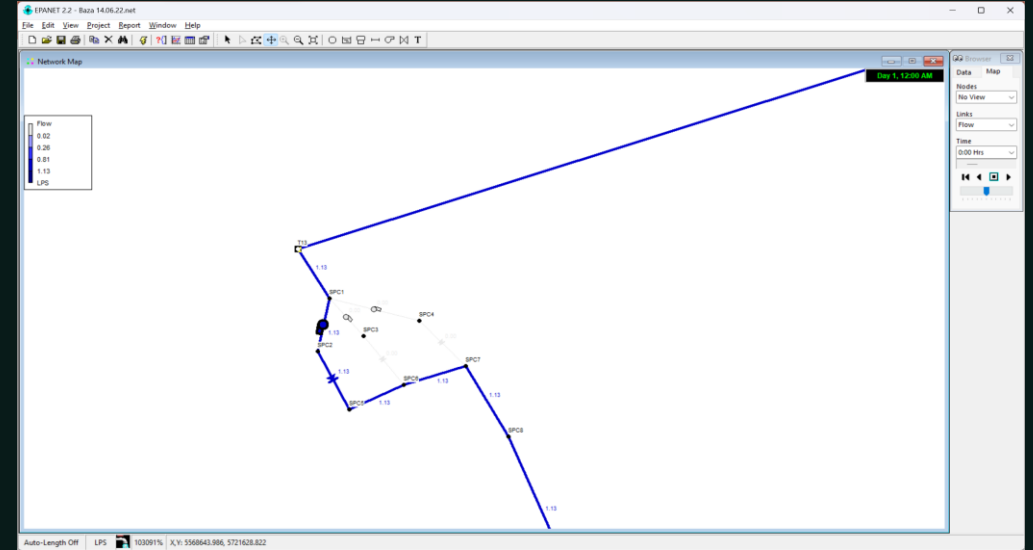 EPANET 2.2 - Baza 14.06.22.net
File Edit View Project Report Window Help
T
Network Map
Day 1, 12:00 AM
Flow
0.02
0.26
0.81
1.13
LPS
T13
1.13
SPC1
SPC4
SPC3
1.13
SPC2
SPC7
1.13
SPC6
1.13
SPC5
1.13
1.13
SPC8
1.13
Browser
Data Map
Nodes
No View
Links
Flow
Time
0:00 Hrs
Auto-Length Off LPS 103091% X,Y: 5568643.986, 5721628.822